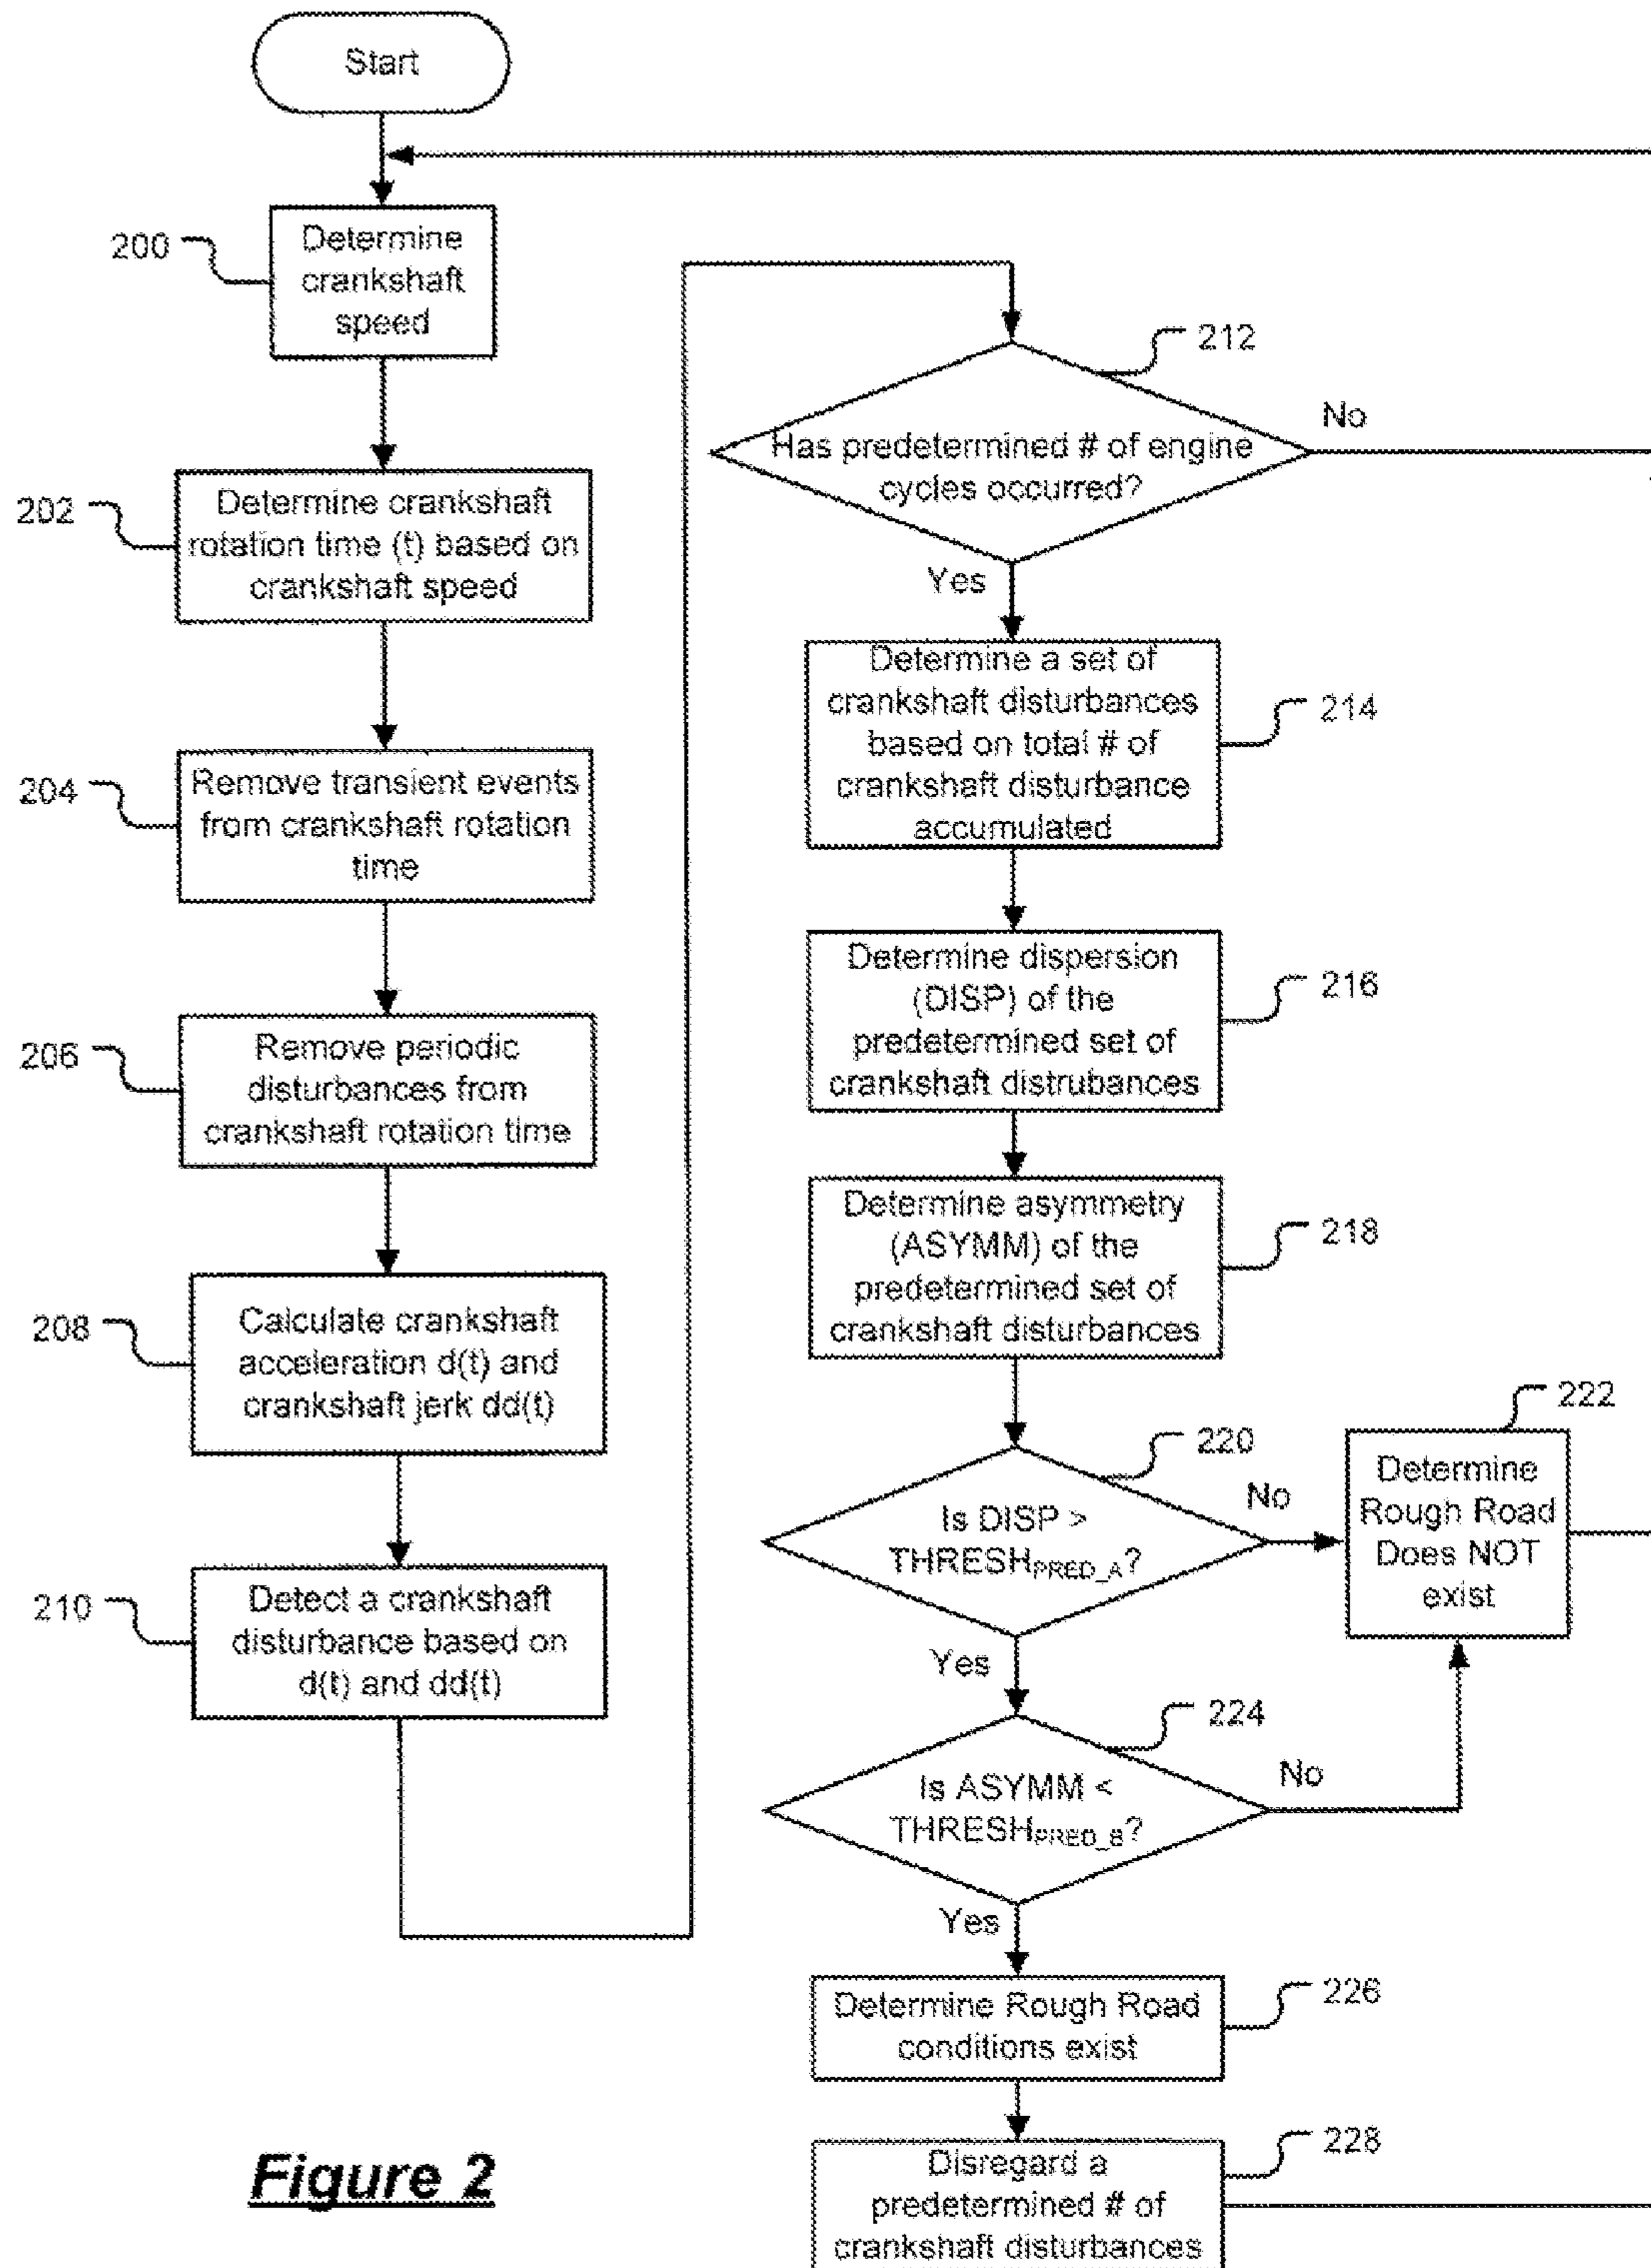 Start
200
Determine
crankshaft
speed
202
Determine crankshaft
rotation time (t) based on
crankshaft speed
204
Remove transient events
from crankshaft rotation
time
206
Remove periodic
disturbances from
crankshaft rotation time
208
Calculate crankshaft
acceleration d(t) and
crankshaft jerk dd(t)
210
Detect a crankshaft
disturbance based on
d(t) and dd(t)
212
Has predetermined # of engine
cycles occurred?
No
Yes
Determine a set of
crankshaft disturbances
based on total # of
crankshaft disturbance
accumulated
214
Determine dispersion
(DISP) of the
predetermined set of
crankshaft distrubances
216
Determine asymmetry
(ASYMM) of the
predetermined set of
crankshaft disturbances
218
220
Is DISP >
THRESHPRED_A?
No
Yes
222
Determine
Rough Road
Does NOT
exist
224
Is ASYMM <
THRESHPRED_B?
No
Yes
Determine Rough Road
conditions exist
226
Disregard a
predetermined # of
crankshaft disturbances
228
Figure 2